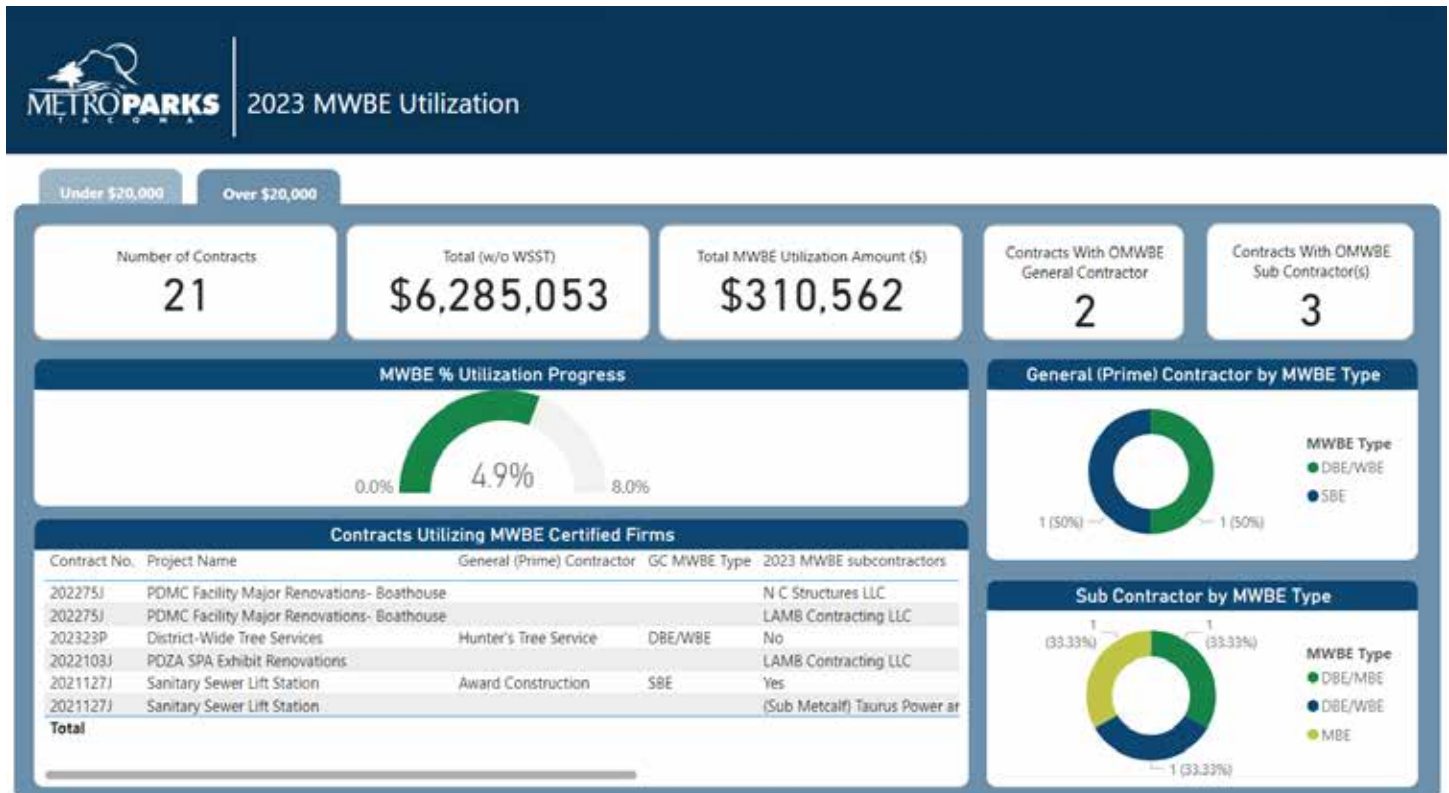 METROPARKS
TACOMA
2023 MWBE Utilization
Under $20,000
Over $20,000
Number of Contracts
21
Total (w/o WSST)
$6,285,053
Total MWBE Utilization Amount ($)
$310,562
Contracts With OMWBE
General Contractor
2
Contracts With OMWBE
Sub Contractor(s)
3
MWBE % Utilization Progress
4.9%
0.0%
8.0%
General (Prime) Contractor by MWBE Type
MWBE Type
DBE/WBE
SBE
1 (50%)
1 (50%)
Contracts Utilizing MWBE Certified Firms
Contract No. Project Name General (Prime) Contractor GC MWBE Type 2023 MWBE subcontractors
202275J PDMC Facility Major Renovations- Boathouse N C Structures LLC
202275J PDMC Facility Major Renovations- Boathouse LAMB Contracting LLC
202323P District-Wide Tree Services Hunter's Tree Service DBE/WBE No
2022103J PDZA SPA Exhibit Renovations LAMB Contracting LLC
2021127J Sanitary Sewer Lift Station Award Construction SBE Yes
2021127J Sanitary Sewer Lift Station (Sub Metcalf) Taurus Power ar
Total
Sub Contractor by MWBE Type
1
(33.33%)
1
(33.33%)
MWBE Type
DBE/MBE
DBE/WBE
MBE
1 (33.33%)